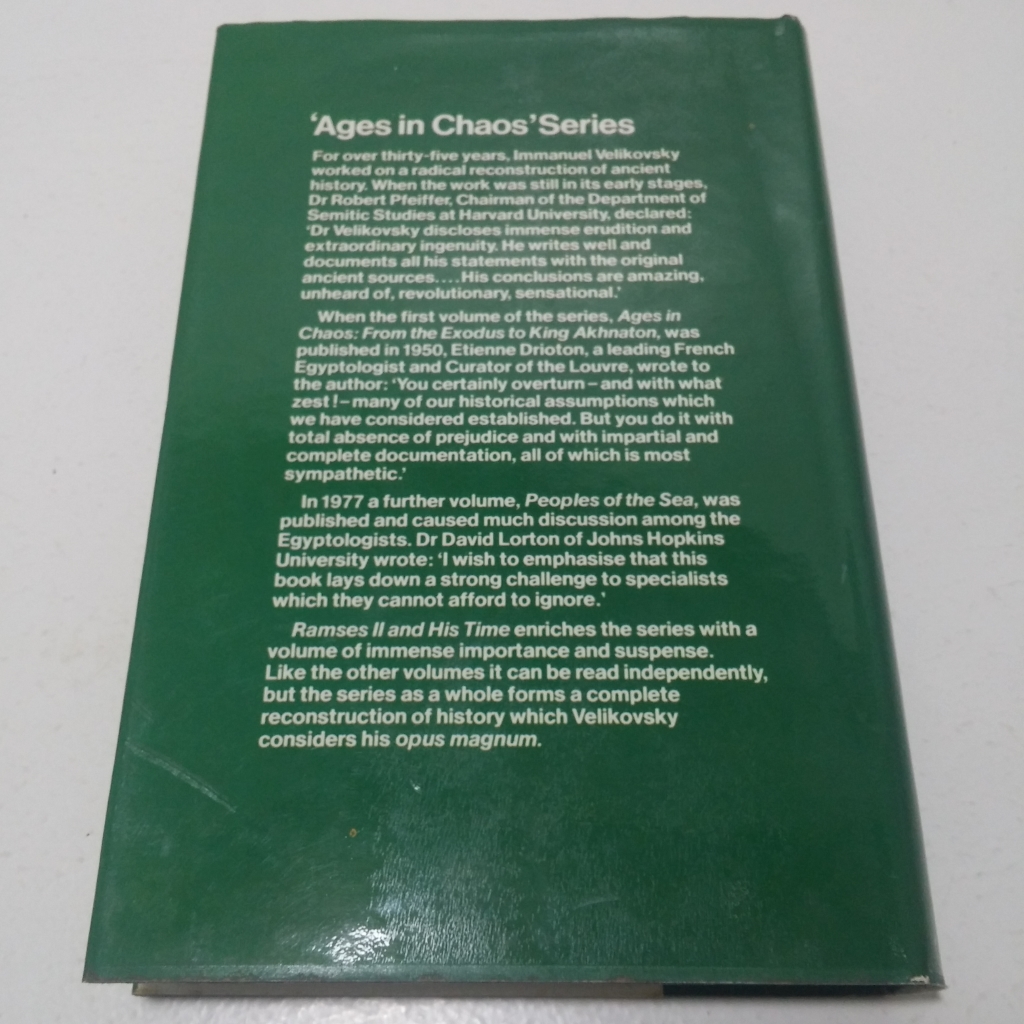 ‘Ages in Chaos’ Series
For over thirty-five years, Immanuel Velikovsky
worked on a radical reconstruction of ancient
history. When the work was still in its early stages,
Dr Robert Pfeiffer, Chairman of the Department of
Semitic Studies at Harvard University, declared:
‘Dr Velikovsky discloses immense erudition and
extraordinary ingenuity. He writes well and
documents all his statements with the original
ancient sources.... His conclusions are amazing,
unheard of, revolutionary, sensational.’
When the first volume of the series, Ages in
Chaos: From the Exodus to King Akhnaton, was
published in 1950, Etienne Drioton, a leading French
Egyptologist and Curator of the Louvre, wrote to
the author: ‘You certainly overturn – and with what
zest! – many of our historical assumptions which
we have considered established. But you do it with
total absence of prejudice and with impartial and
complete documentation, all of which is most
sympathetic.’
In 1977 a further volume, Peoples of the Sea, was
published and caused much discussion among the
Egyptologists. Dr David Lorton of Johns Hopkins
University wrote: ‘I wish to emphasise that this
book lays down a strong challenge to specialists
which they cannot afford to ignore.’
Ramses II and His Time enriches the series with a
volume of immense importance and suspense.
Like the other volumes it can be read independently,
but the series as a whole forms a complete
reconstruction of history which Velikovsky
considers his opus magnum.